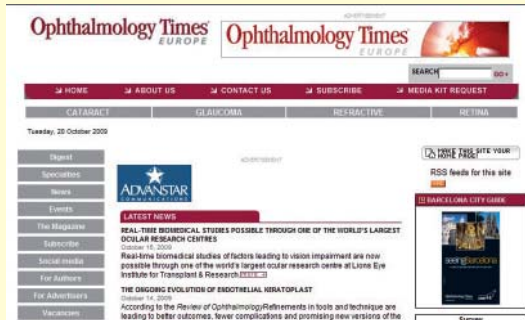 ADVERTISEMENT
Ophthalmology Times
EUROPE
Ophthalmology Times
EUROPE
SEARCH GO
HOME ABOUT US CONTACT US SUBSCRIBE MEDIA KIT REQUEST
CATARACT GLAUCOMA REFRACTIVE RETINA
Tuesday, 20 October 2009
Digest
Specialties
News
Events
The Magazine
Subscribe
Social media
For Authors
For Advertisers
Vacancies
ADVERTISEMENT
ADVANSTAR
COMMUNICATIONS
LATEST NEWS
REAL-TIME BIOMEDICAL STUDIES POSSIBLE THROUGH ONE OF THE WORLD'S LARGEST
OCULAR RESEARCH CENTRES
October 16, 2009
Real-time biomedical studies of factors leading to vision impairment are now
possible through one of the world's largest ocular research centre at Lions Eye
Institute for Transplant & Research
THE ONGOING EVOLUTION OF ENDOTHELIAL KERATOPLAST
October 14, 2009
According to the Review of OphthalmologyRefinements in tools and technique are
leading to better outcomes, fewer complications and promising new versions of the
MAKE THIS SITE YOUR
HOME PAGE!
RSS feeds for this site
BARCELONA CITY GUIDE
seeingBarcelona
Survey